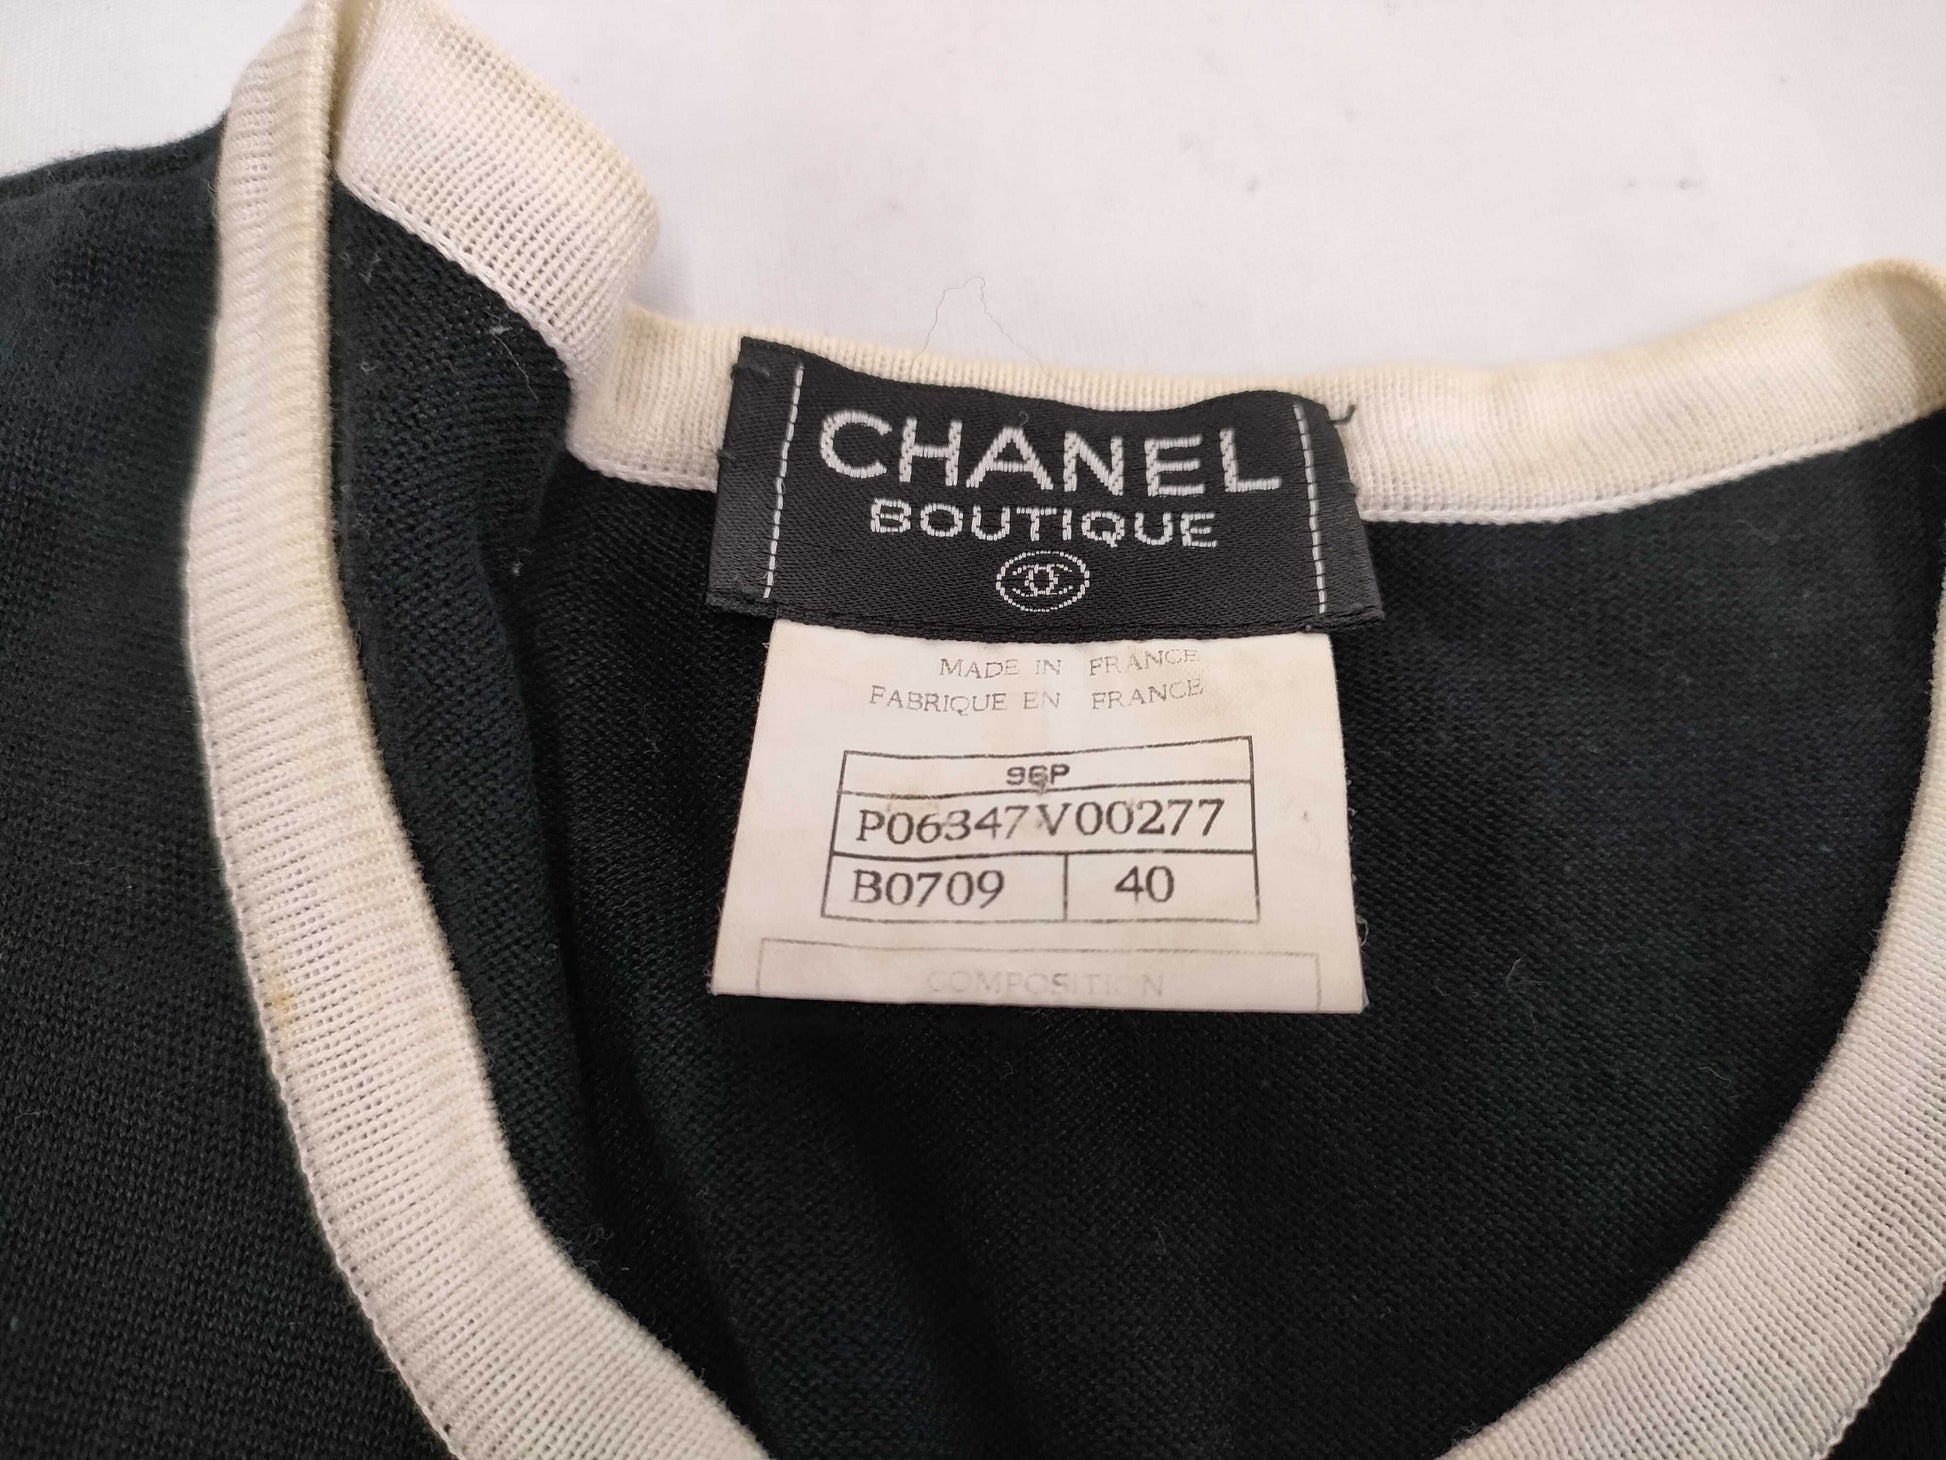 CHANEL
BOUTIQUE
MADE IN FRANCE
FABRIQUE EN FRANCE
96P
P06347V00277
B0709 40
COMPOSITION